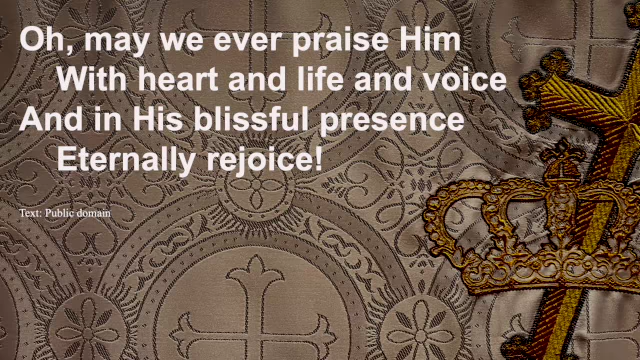 Oh, may we ever praise Him
With heart and life and voice
And in His blissful presence
Eternally rejoice!
Text: Public domain